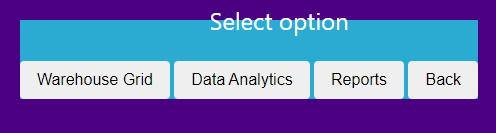 Select option
Warehouse Grid Data Analytics Reports Back